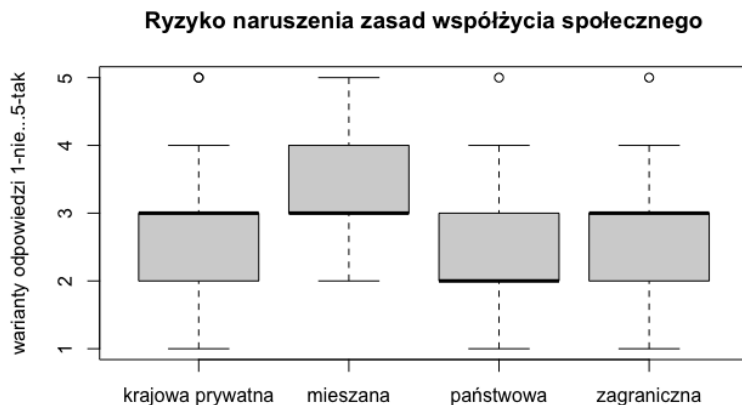 Ryzyko naruszenia zasad współżycia społecznego
warianty odpowiedzi 1-nie...5-tak
5
4
3
2
1
krajowa prywatna
mieszana
państwowa
zagraniczna